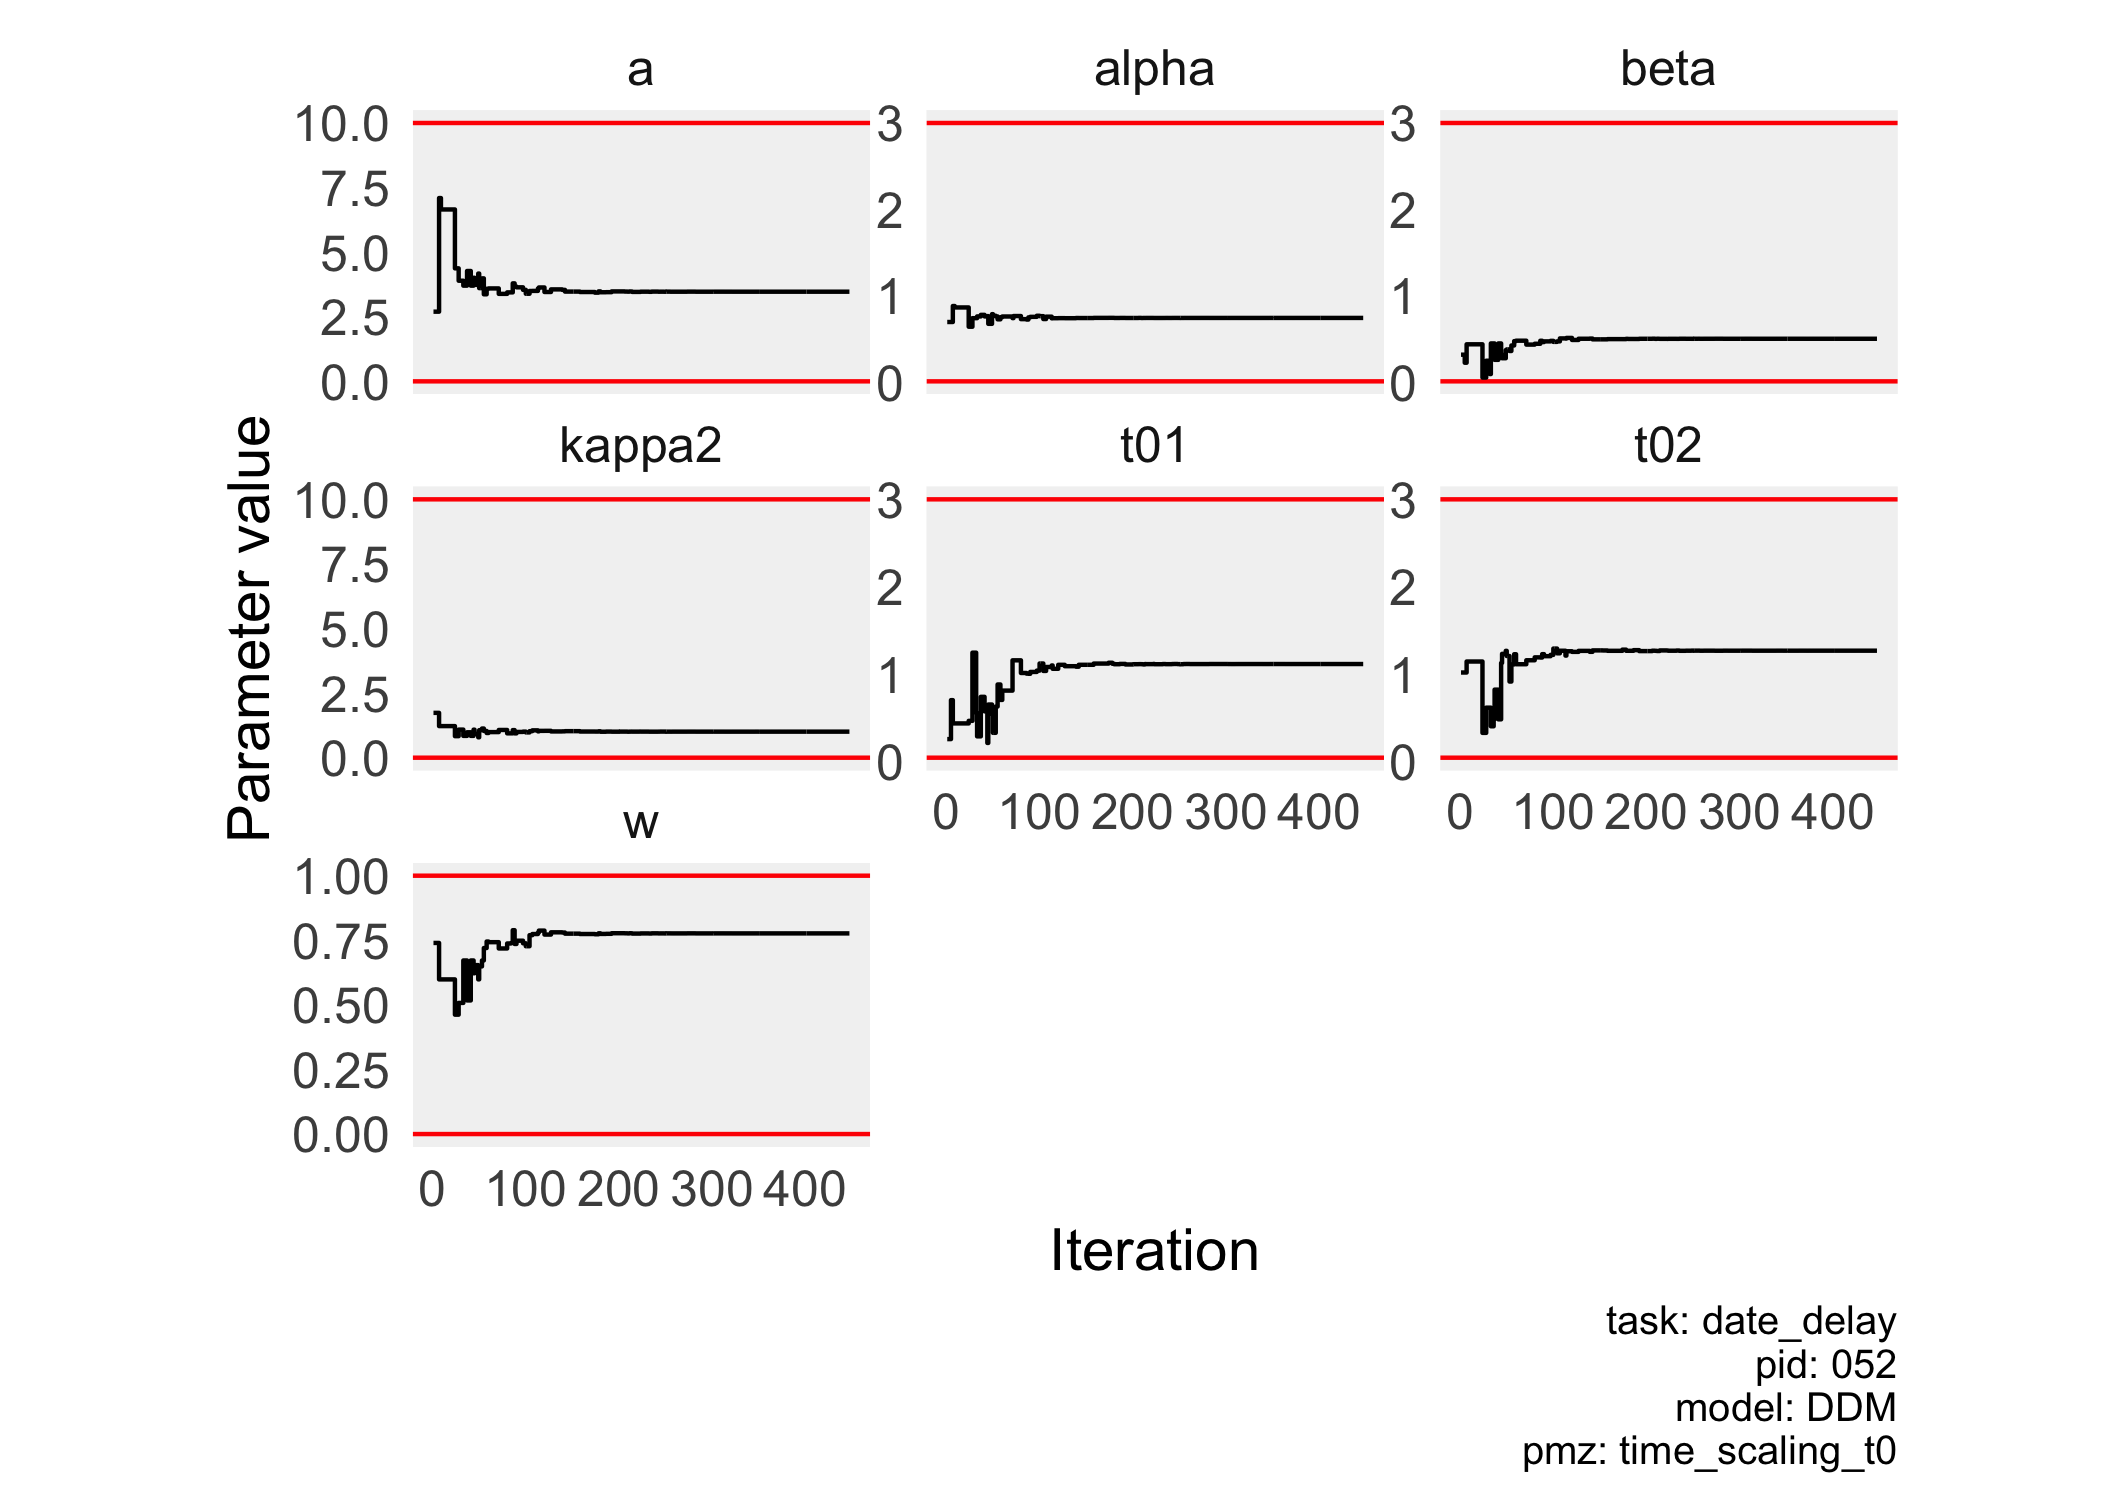 a alpha beta
10.0 3 3
7.5
2 2
5.0
1 1
2.5
0.0 0 0
kappa2 t01 t02
10.0 3 3
7.5
2 2
5.0
1 1
2.5
0.0 0 0
0 100 200 300 400 0 100 200 300 400
w
1.00
0.75
0.50
0.25
0.00
0 100 200 300 400
Parameter value
Iteration
task: date_delay
pid: 052
model: DDM
pmz: time_scaling_t0